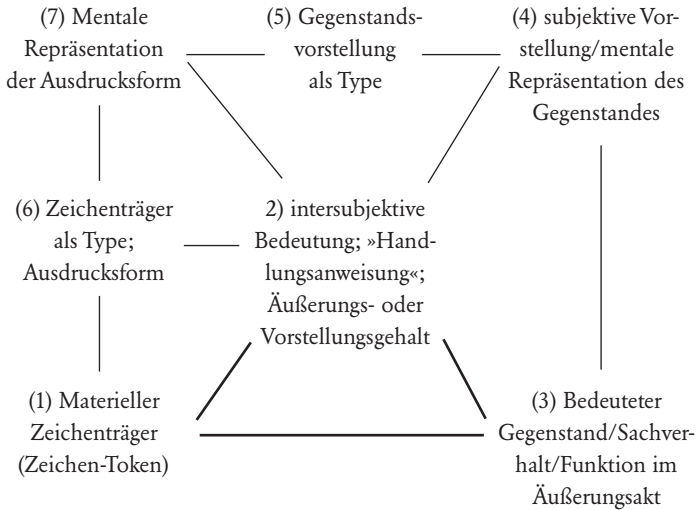 (7) Mentale
Repräsentation
der Ausdrucksform
(5) Gegenstands-
vorstellung
als Type
(4) subjektive Vor-
stellung/mentale
Repräsentation des
Gegenstandes
(6) Zeichenträger
als Type;
Ausdrucksform
2) intersubjektive
Bedeutung; »Hand-
lungsanweisung«;
Äußerungs- oder
Vorstellungsgehalt
(1) Materieller
Zeichenträger
(Zeichen-Token)
(3) Bedeuteter
Gegenstand/Sachver-
halt/Funktion im
Äußerungsakt